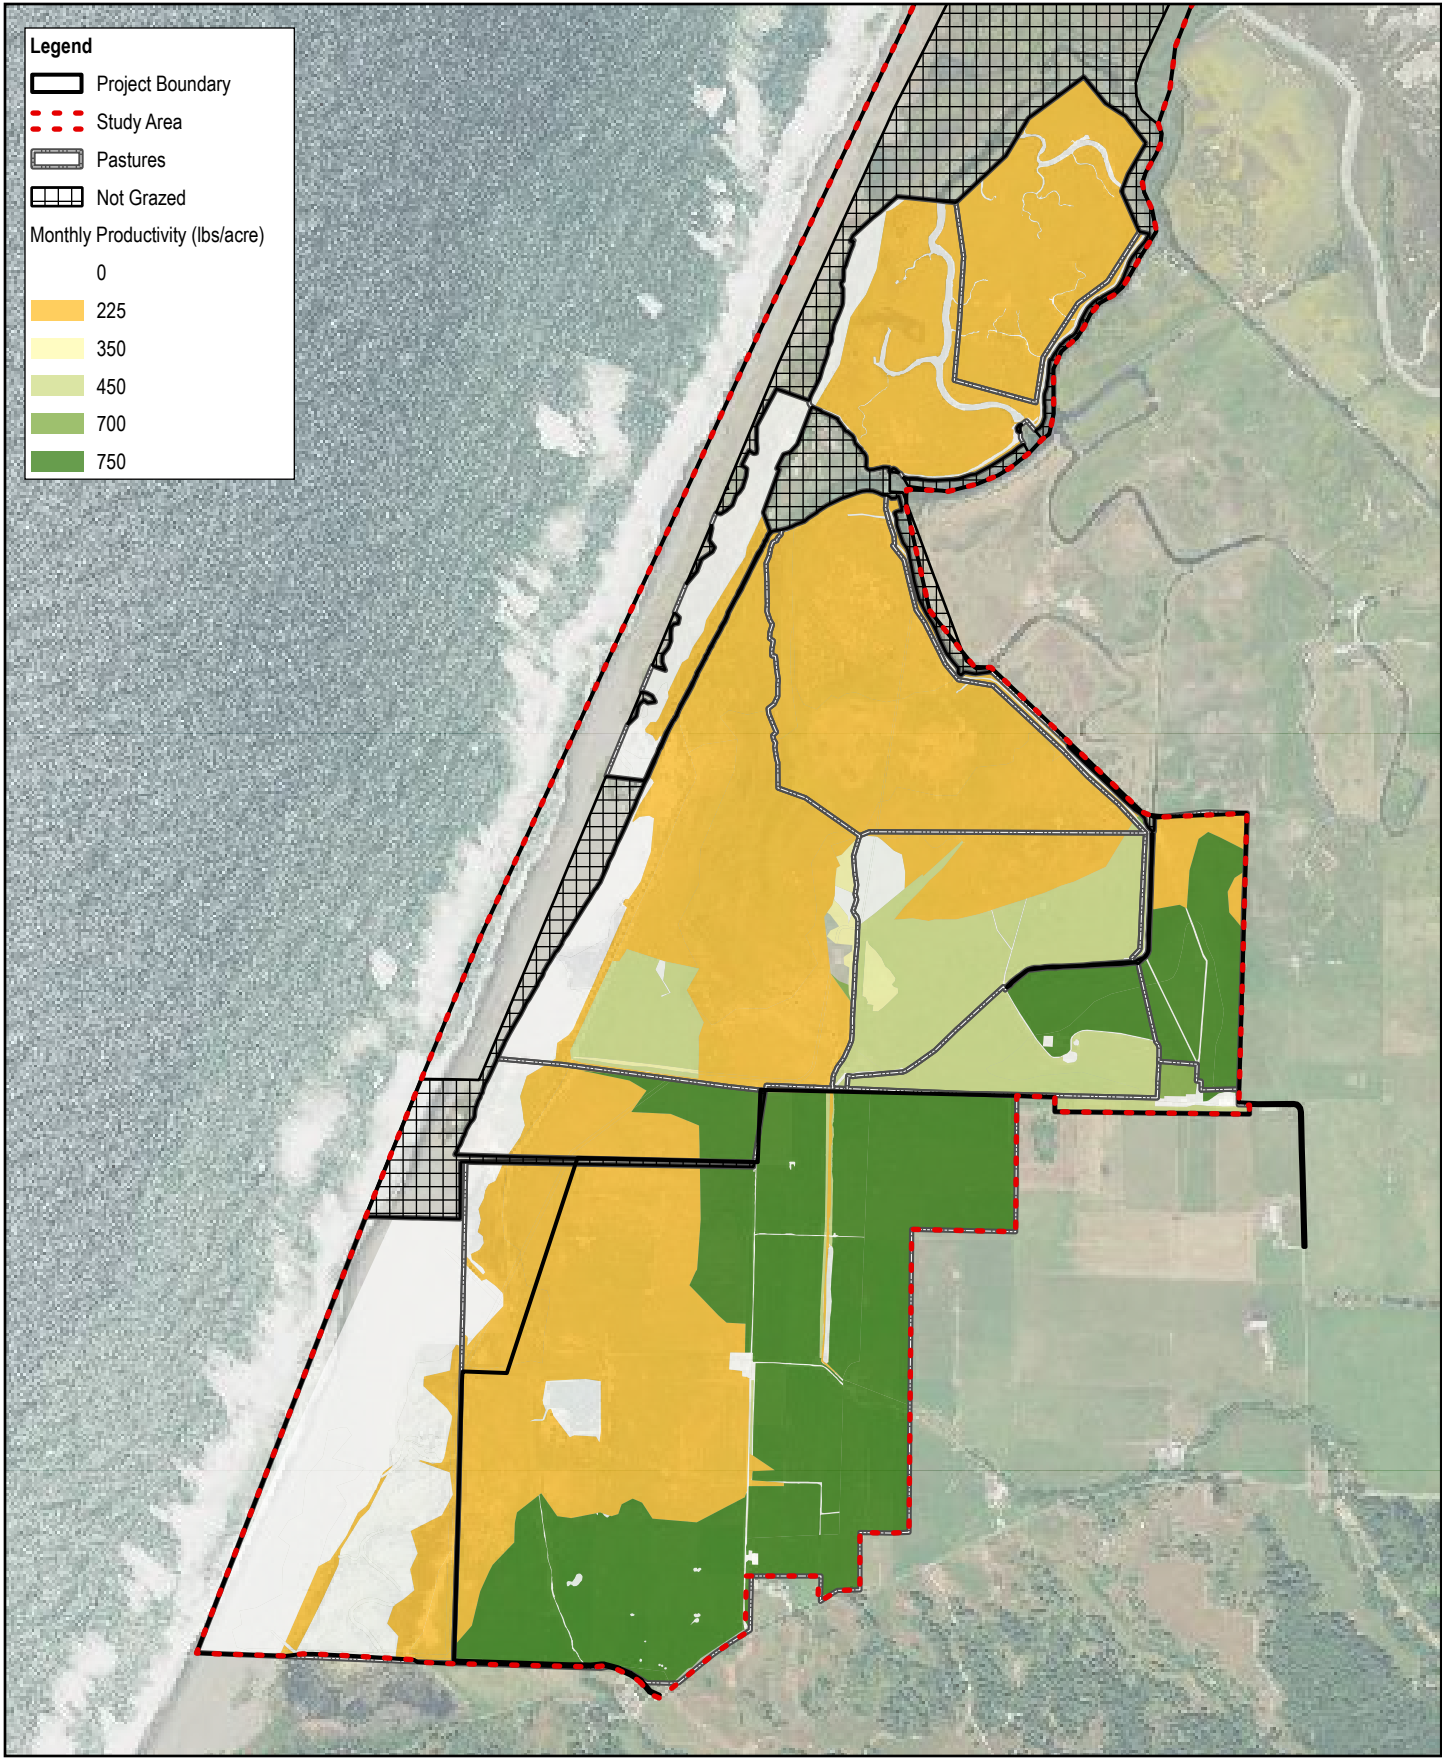 Legend
Project Boundary
Study Area
Pastures
Not Grazed
Monthly Productivity (lbs/acre)
0
225
350
450
700
750